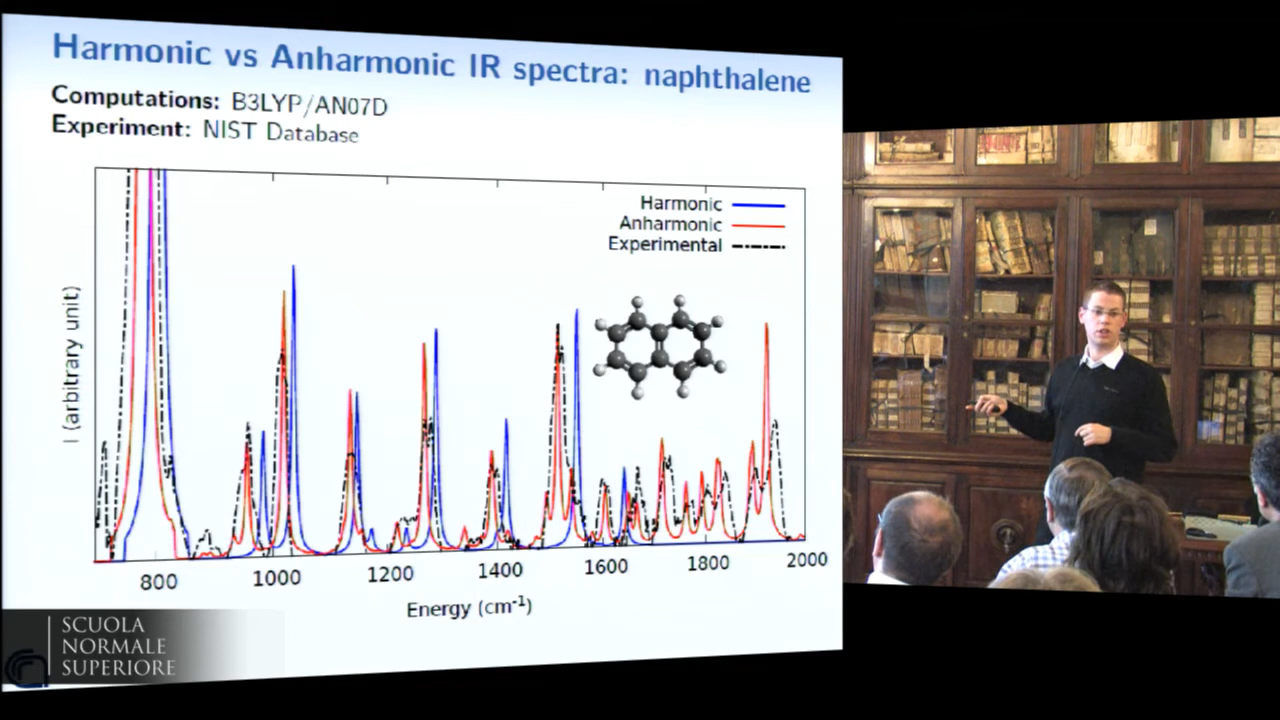 Harmonic vs Anharmonic IR spectra: naphthalene
Computations: B3LYP/AN07D
Experiment: NIST Database
Harmonic
Anharmonic
Experimental
I (arbitrary unit)
800 1000 1200 1400 1600 1800 2000
Energy (cm-1)
SCUOLA
NORMALE
SUPERIORE